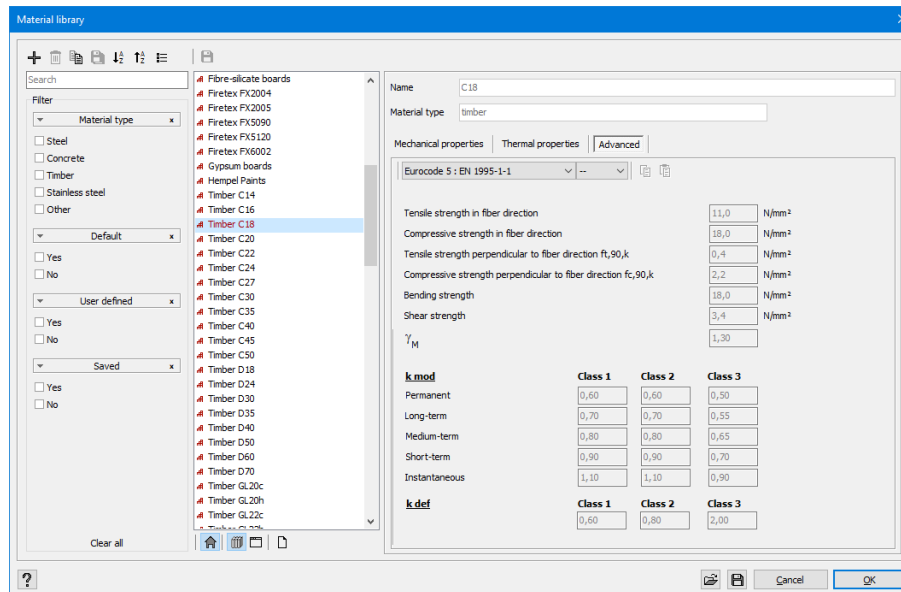 Material library
Search
Filter
Material type x
Steel
Concrete
Timber
Stainless steel
Other
Default x
Yes
No
User defined x
Yes
No
Saved x
Yes
No
Clear all
Fibre-silicate boards
Firetex FX2004
Firetex FX2005
Firetex FX5090
Firetex FX5120
Firetex FX6002
Gypsum boards
Hempel Paints
Timber C14
Timber C16
Timber C18
Timber C20
Timber C22
Timber C24
Timber C27
Timber C30
Timber C35
Timber C40
Timber C45
Timber C50
Timber D18
Timber D24
Timber D30
Timber D35
Timber D40
Timber D50
Timber D60
Timber D70
Timber GL20c
Timber GL20h
Timber GL22c
Name C18
Material type timber
Mechanical properties Thermal properties Advanced
Eurocode 5 : EN 1995-1-1 --
Tensile strength in fiber direction 11,0 N/mm²
Compressive strength in fiber direction 18,0 N/mm²
Tensile strength perpendicular to fiber direction ft,90,k 0,4 N/mm²
Compressive strength perpendicular to fiber direction fc,90,k 2,2 N/mm²
Bending strength 18,0 N/mm²
Shear strength 3,4 N/mm²
γM 1,30
k mod Class 1 Class 2 Class 3
Permanent 0,60 0,60 0,50
Long-term 0,70 0,70 0,55
Medium-term 0,80 0,80 0,65
Short-term 0,90 0,90 0,70
Instantaneous 1,10 1,10 0,90
k def Class 1 Class 2 Class 3
0,60 0,80 2,00
? Cancel OK